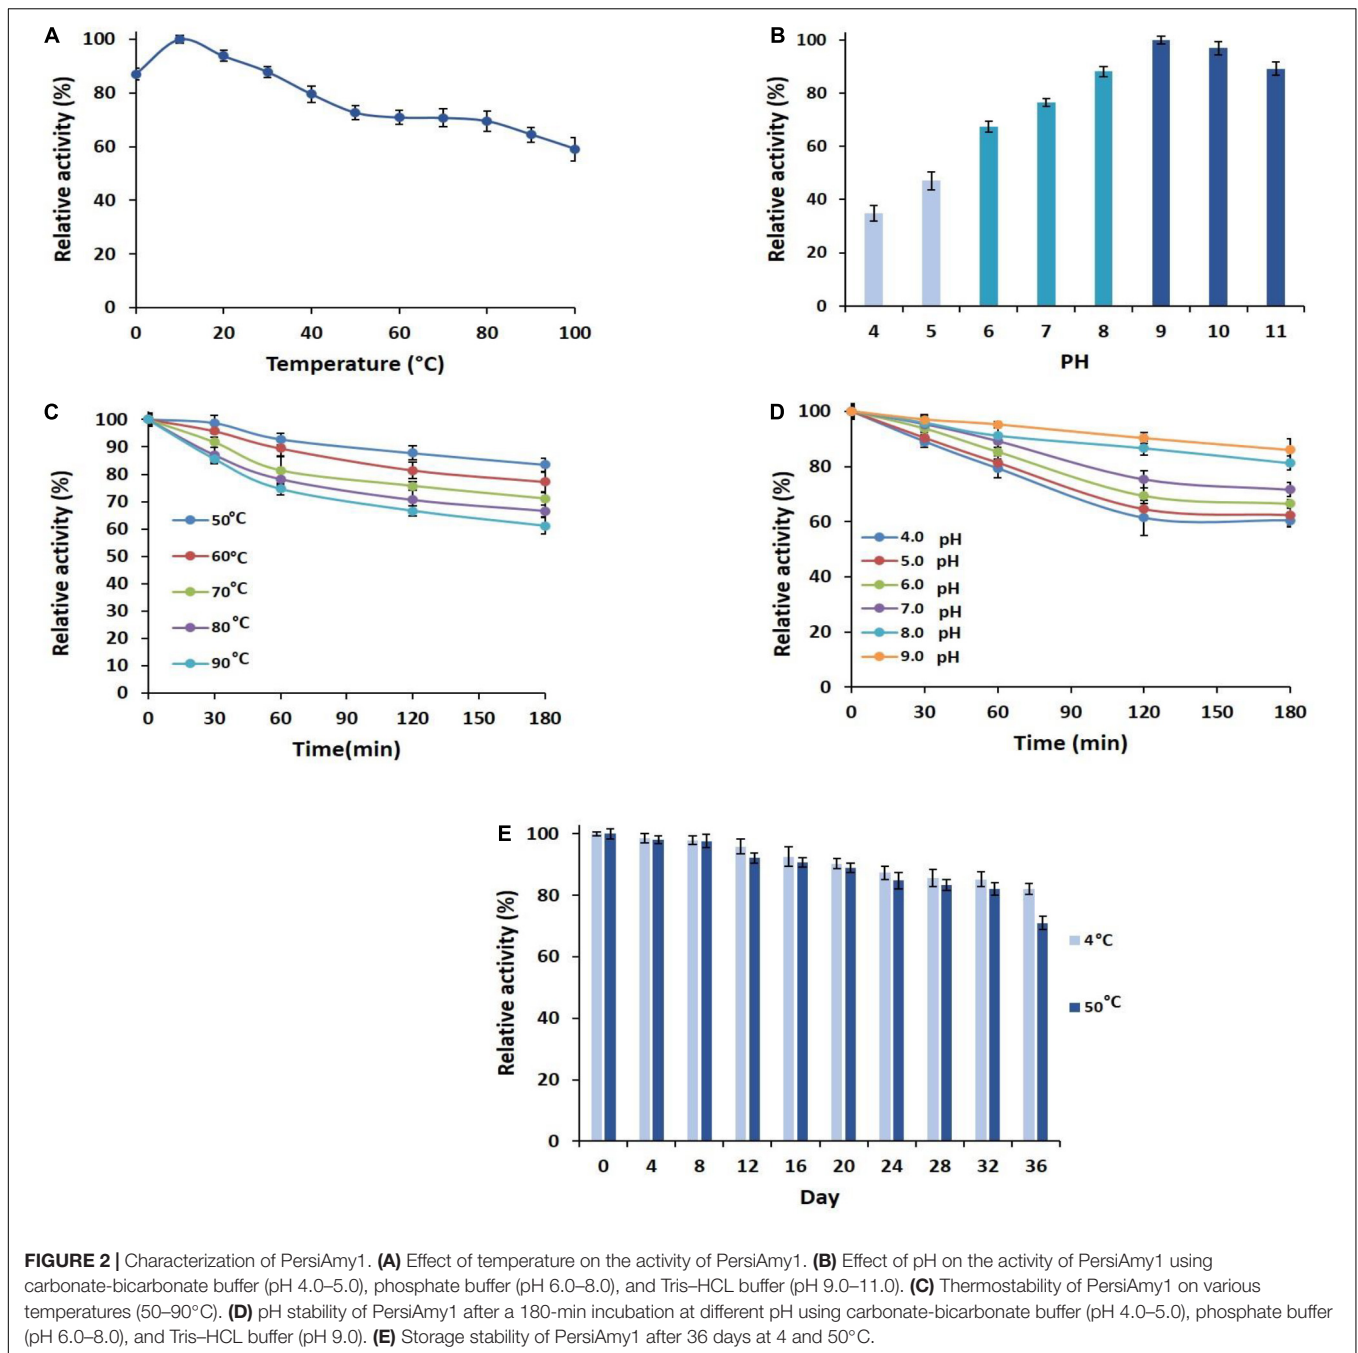 A
Relative activity (%)
100
80
60
40
20
0
0 20 40 60 80 100
Temperature (°C)
B
Relative activity (%)
100
80
60
40
20
0
4 5 6 7 8 9 10 11
PH
C
Relative activity (%)
100
90
80
70
60
50
40
30
20
10
0
50°C
60°C
70°C
80°C
90°C
0 30 60 90 120 150 180
Time(min)
D
Relative activity (%)
100
80
60
40
20
0
4.0 pH
5.0 pH
6.0 pH
7.0 pH
8.0 pH
9.0 pH
0 30 60 90 120 150 180
Time (min)
E
Relative activity (%)
100
80
60
40
20
0
0 4 8 12 16 20 24 28 32 36
Day
4°C
50°C
FIGURE 2 | Characterization of PersiAmy1. (A) Effect of temperature on the activity of PersiAmy1. (B) Effect of pH on the activity of PersiAmy1 using
carbonate-bicarbonate buffer (pH 4.0–5.0), phosphate buffer (pH 6.0–8.0), and Tris–HCL buffer (pH 9.0–11.0). (C) Thermostability of PersiAmy1 on various
temperatures (50–90°C). (D) pH stability of PersiAmy1 after a 180-min incubation at different pH using carbonate-bicarbonate buffer (pH 4.0–5.0), phosphate buffer
(pH 6.0–8.0), and Tris–HCL buffer (pH 9.0). (E) Storage stability of PersiAmy1 after 36 days at 4 and 50°C.